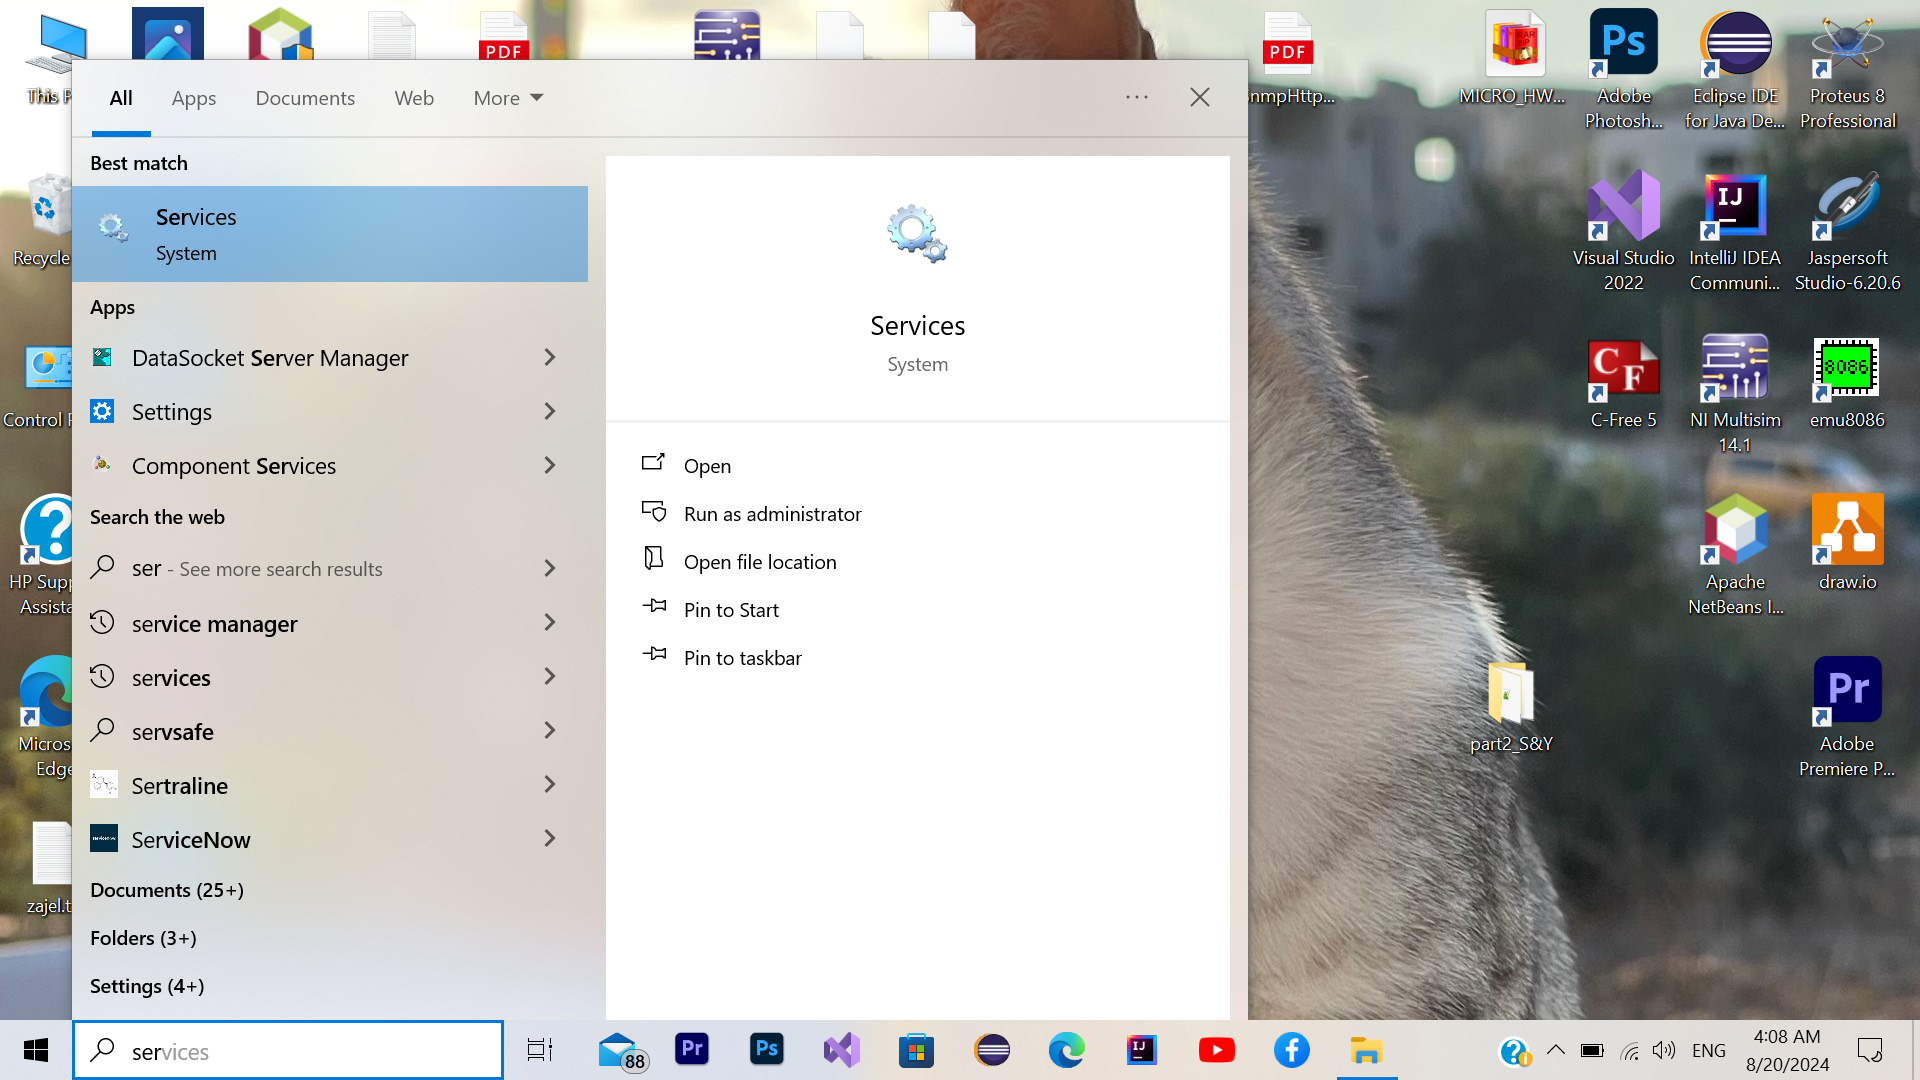 All
Apps
Documents
Web
More
Best match
Services
System
Apps
DataSocket Server Manager
Settings
Component Services
Search the web
ser - See more search results
service manager
services
servsafe
Sertraline
ServiceNow
Documents (25+)
Folders (3+)
Settings (4+)
services
Services
System
Open
Run as administrator
Open file location
Pin to Start
Pin to taskbar
This P
Recycle
Control P
HP Supp
Assista
Micros
Edge
zajel.t
PDF
PDF
nmpHttp...
MICRO_HW...
Ps
Adobe
Photosh...
Eclipse IDE
for Java De...
Proteus 8
Professional
Visual Studio
2022
IJ
IntelliJ IDEA
Communi...
Jaspersoft
Studio-6.20.6
C F
C-Free 5
NI Multisim
14.1
8086
emu8086
Apache
NetBeans I...
draw.io
part2_S&Y
Pr
Adobe
Premiere P...
88
Pr
Ps
IJ
ENG
4:08 AM
8/20/2024